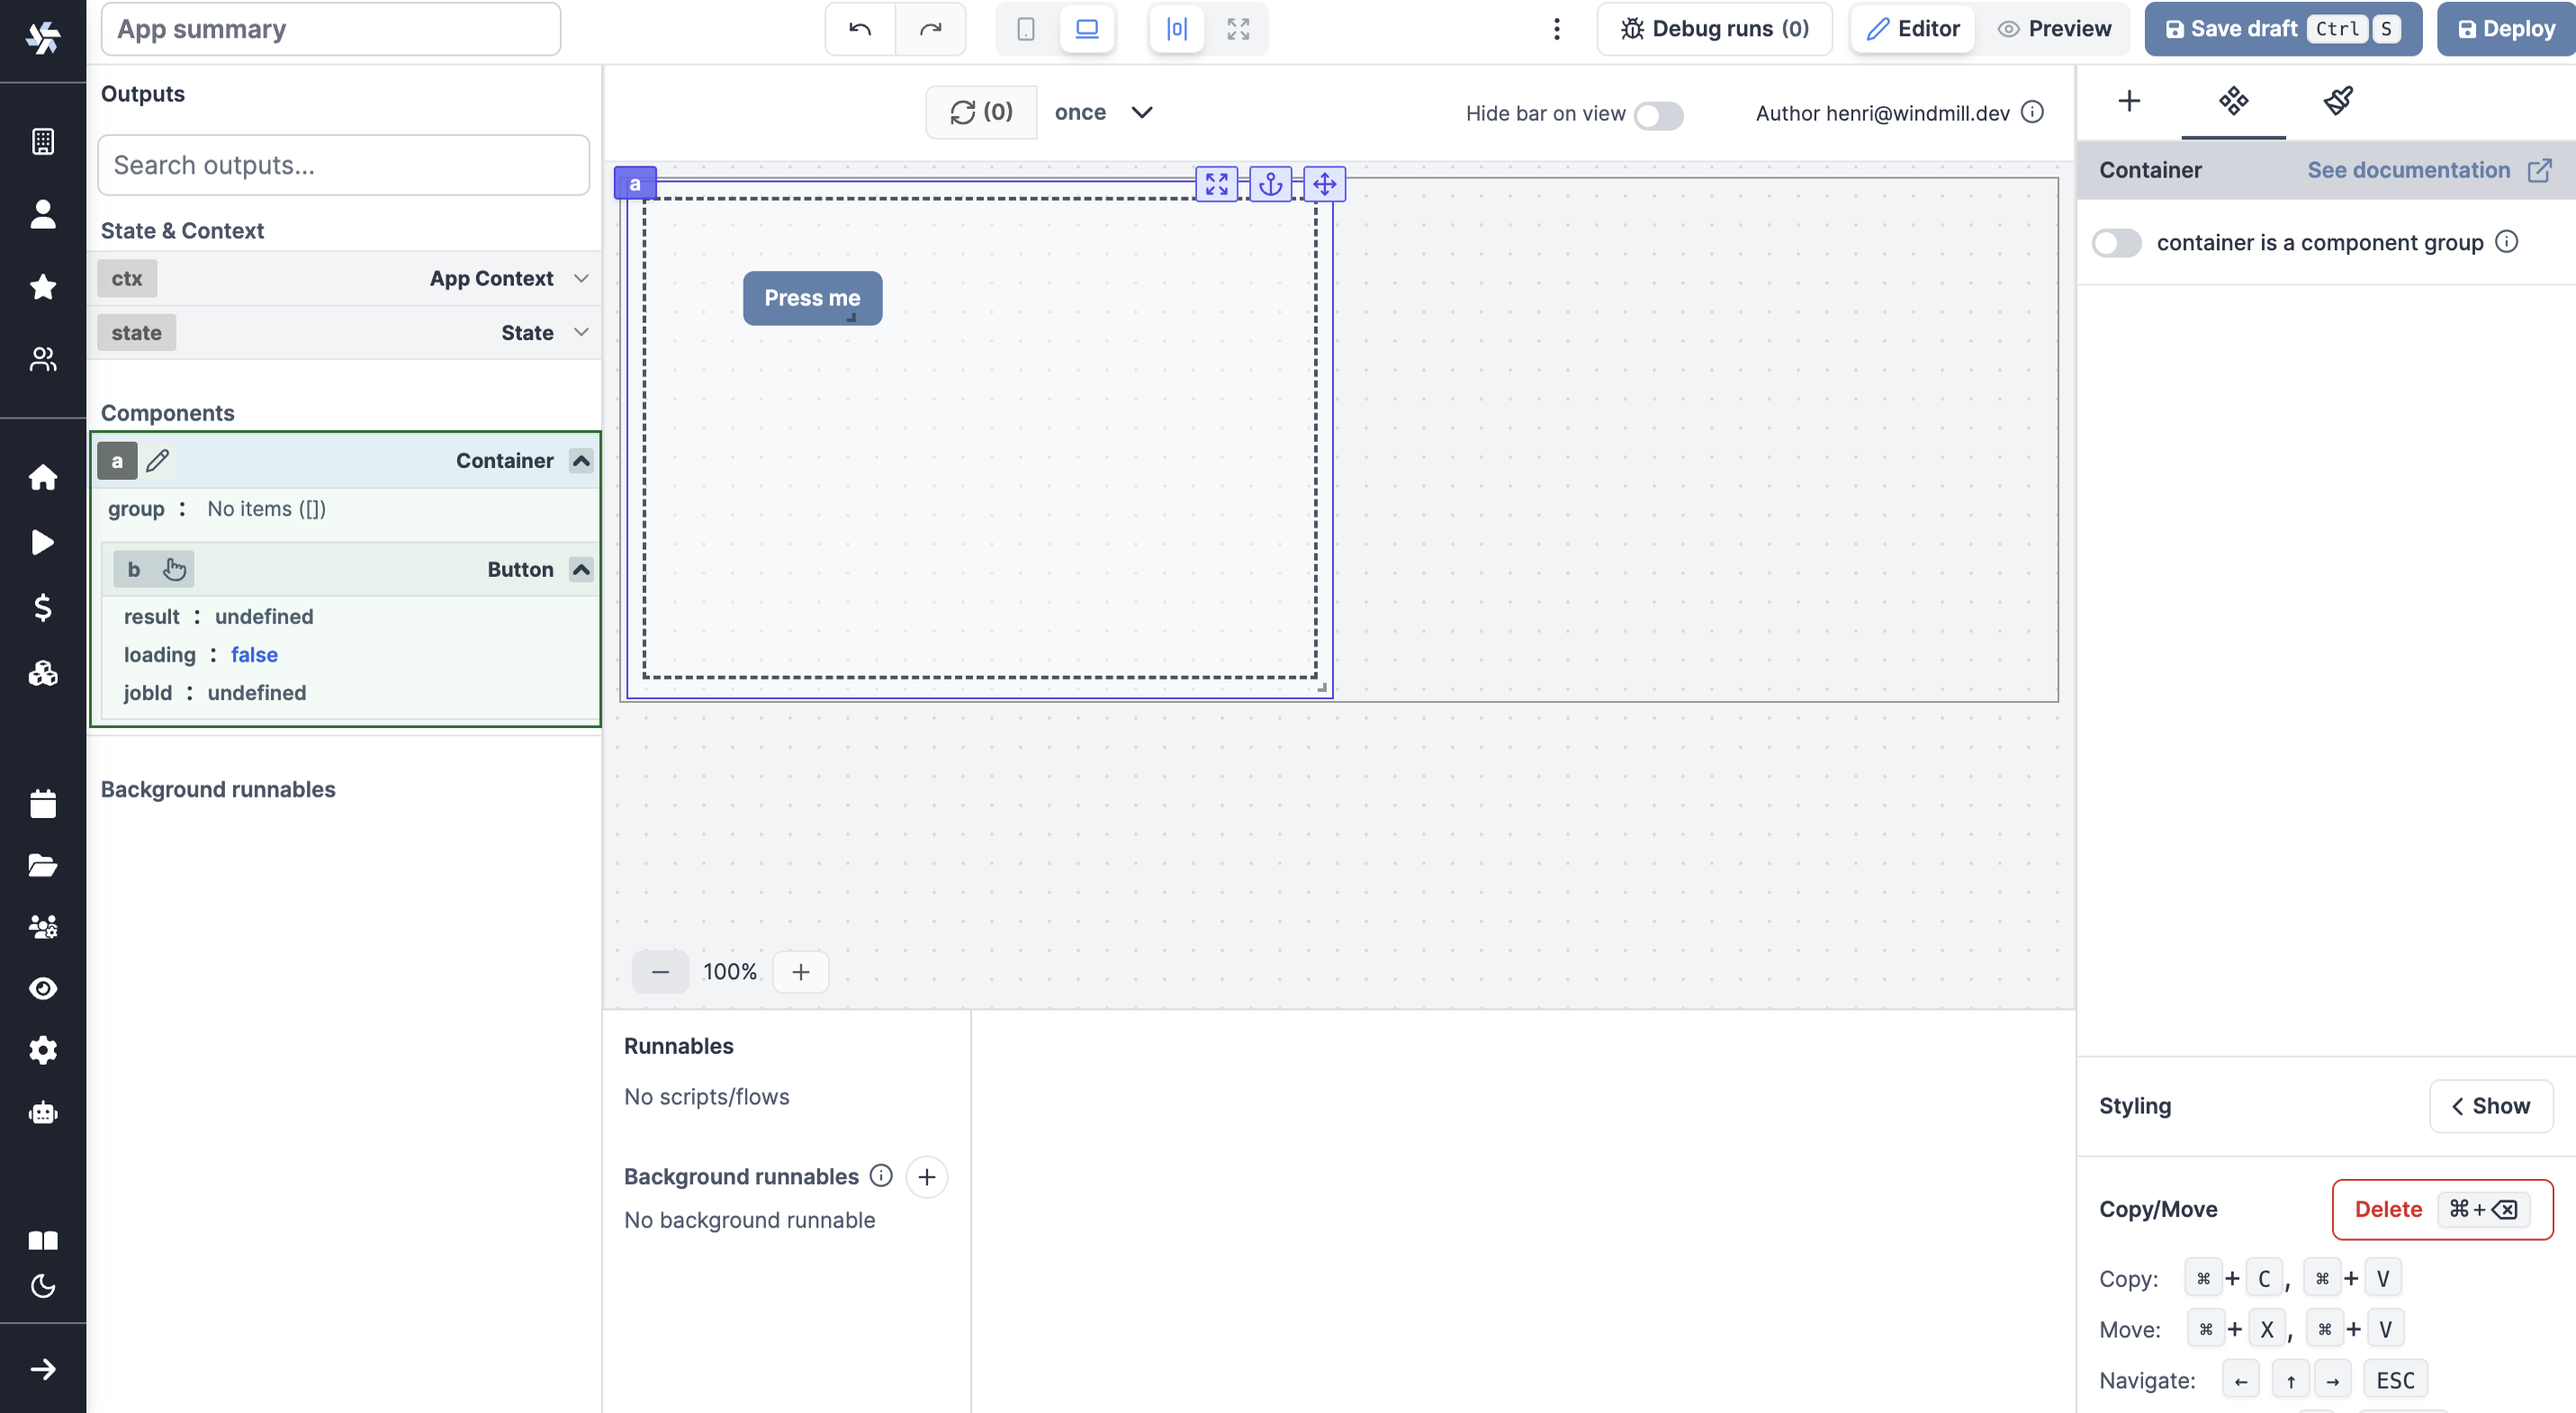 App summary
Debug runs (0)
Editor
Preview
Save draft Ctrl S
Deploy
Outputs
Search outputs...
State & Context
ctx App Context
state State
Components
a Container
group : No items ([])
b Button
result : undefined
loading : false
jobId : undefined
Background runnables
(0) once
Hide bar on view
Author henri@windmill.dev
a
Press me
100%
Runnables
No scripts/flows
Background runnables
No background runnable
Container See documentation
container is a component group
Styling Show
Copy/Move Delete ⌘+⌫
Copy: ⌘ + C, ⌘ + V
Move: ⌘ + X, ⌘ + V
Navigate: ← ↑ → ESC